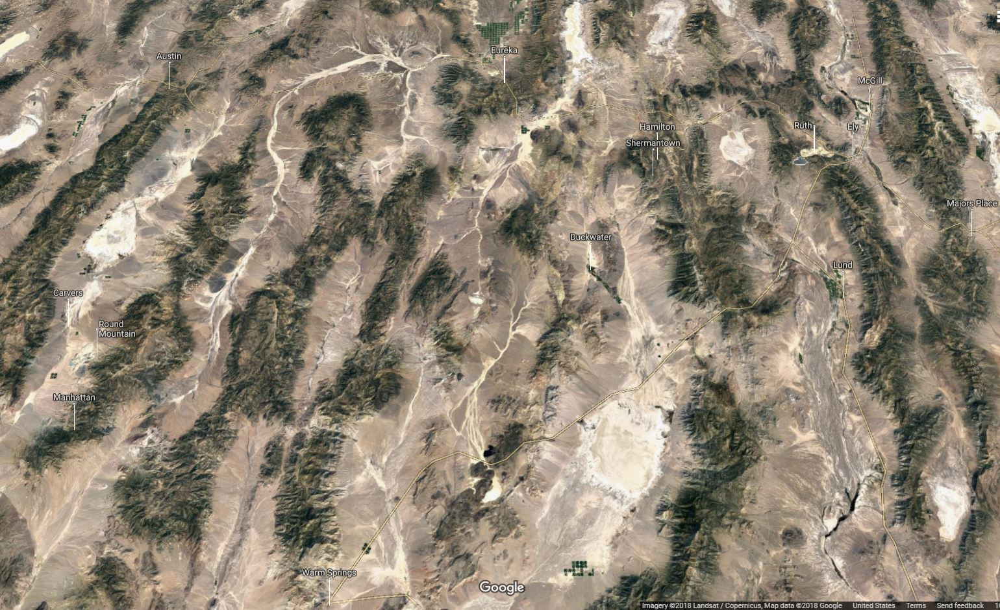 Eureka
Austin
McGill
Hamilton
Ruth
Ely
Shermantown
Majors Place
Duckwater
Lund
Carvers
Round
Mountain
Manhattan
Warm Springs
Google
Imagery ©2018 Landsat / Copernicus, Map data ©2018 Google United States Terms Send feedback